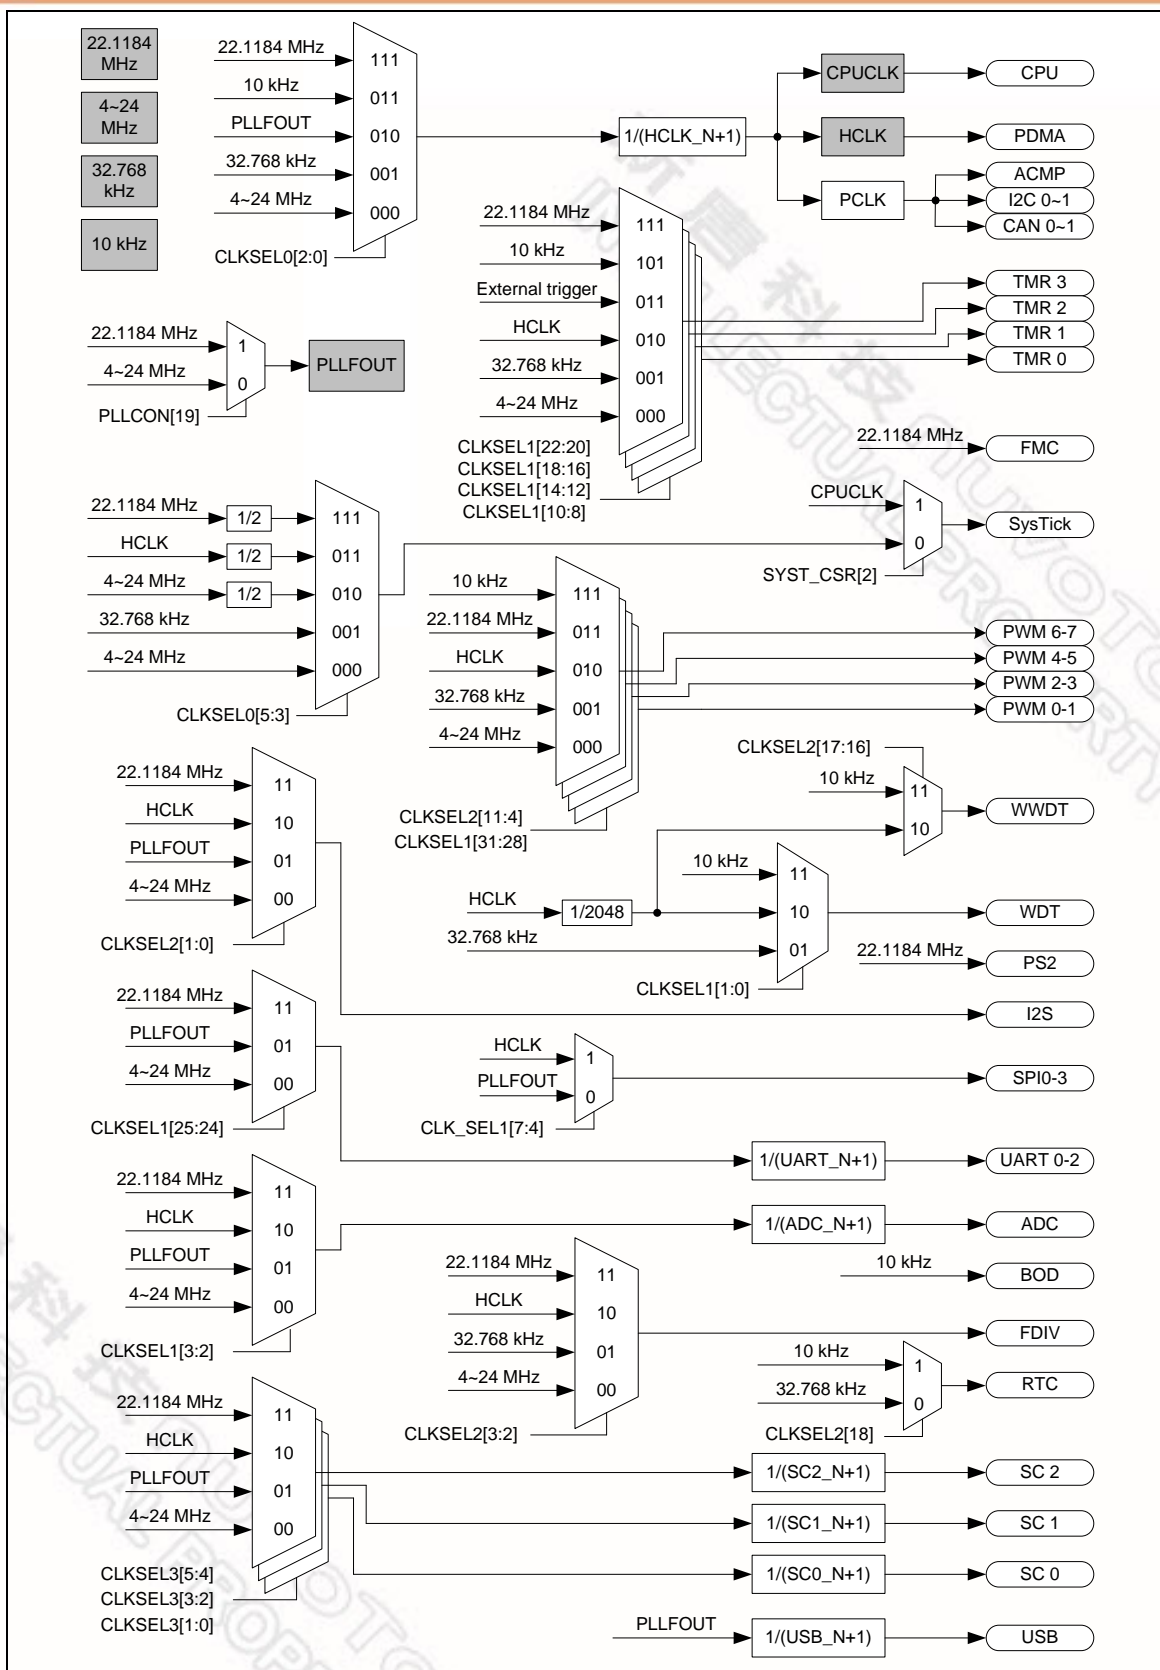 22.1184
MHz
4~24
MHz
32.768
kHz
10 kHz
22.1184 MHz
10 kHz
PLLFOUT
32.768 kHz
4~24 MHz
111
011
010
001
000
CLKSEL0[2:0]
1/(HCLK_N+1)
CPUCLK
HCLK
PCLK
CPU
PDMA
ACMP
I2C 0~1
CAN 0~1
22.1184 MHz
10 kHz
External trigger
HCLK
32.768 kHz
4~24 MHz
111
101
011
010
001
000
CLKSEL1[22:20]
CLKSEL1[18:16]
CLKSEL1[14:12]
CLKSEL1[10:8]
TMR 3
TMR 2
TMR 1
TMR 0
22.1184 MHz
4~24 MHz
1
0
PLLCON[19]
PLLFOUT
22.1184 MHz
FMC
22.1184 MHz
HCLK
4~24 MHz
32.768 kHz
4~24 MHz
1/2
1/2
1/2
111
011
010
001
000
CLKSEL0[5:3]
CPUCLK
1
0
SYST_CSR[2]
SysTick
10 kHz
22.1184 MHz
HCLK
32.768 kHz
4~24 MHz
111
011
010
001
000
CLKSEL2[11:4]
CLKSEL1[31:28]
PWM 6-7
PWM 4-5
PWM 2-3
PWM 0-1
CLKSEL2[17:16]
10 kHz
11
10
WWDT
22.1184 MHz
HCLK
PLLFOUT
4~24 MHz
11
10
01
00
CLKSEL2[1:0]
10 kHz
HCLK
1/2048
32.768 kHz
11
10
01
CLKSEL1[1:0]
WDT
22.1184 MHz
PS2
I2S
22.1184 MHz
PLLFOUT
4~24 MHz
11
01
00
CLKSEL1[25:24]
HCLK
PLLFOUT
1
0
CLK_SEL1[7:4]
SPI0-3
1/(UART_N+1)
UART 0-2
22.1184 MHz
HCLK
PLLFOUT
4~24 MHz
11
10
01
00
CLKSEL1[3:2]
1/(ADC_N+1)
ADC
10 kHz
BOD
22.1184 MHz
HCLK
32.768 kHz
4~24 MHz
11
10
01
00
CLKSEL2[3:2]
FDIV
10 kHz
32.768 kHz
1
0
CLKSEL2[18]
RTC
22.1184 MHz
HCLK
PLLFOUT
4~24 MHz
11
10
01
00
CLKSEL3[5:4]
CLKSEL3[3:2]
CLKSEL3[1:0]
1/(SC2_N+1)
SC 2
1/(SC1_N+1)
SC 1
1/(SC0_N+1)
SC 0
PLLFOUT
1/(USB_N+1)
USB